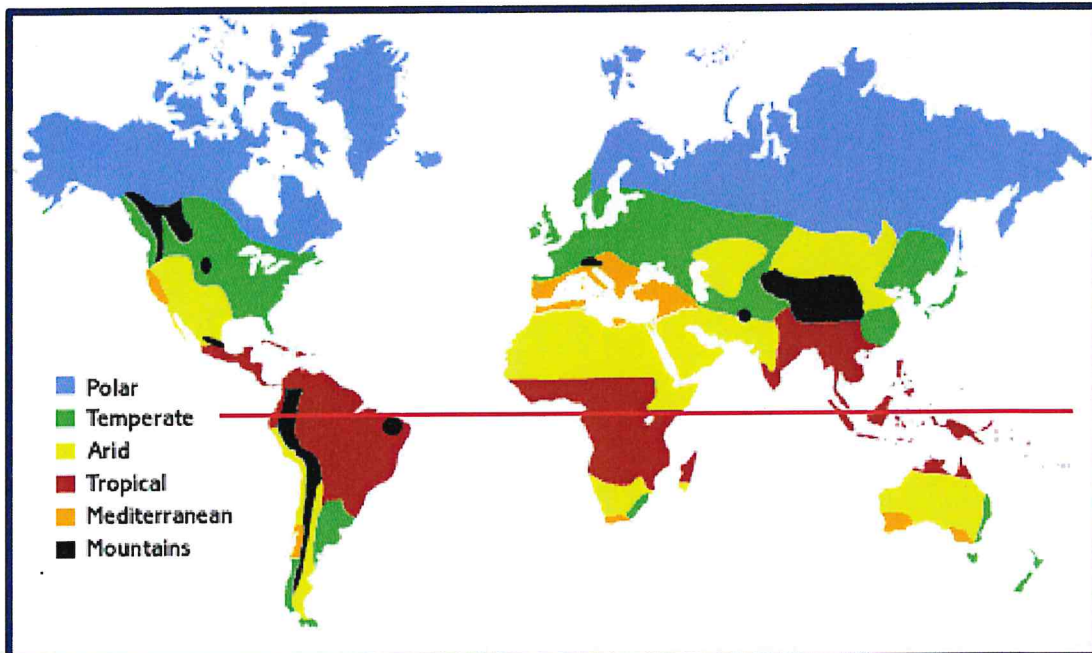 Polar
Temperate
Arid
Tropical
Mediterranean
Mountains